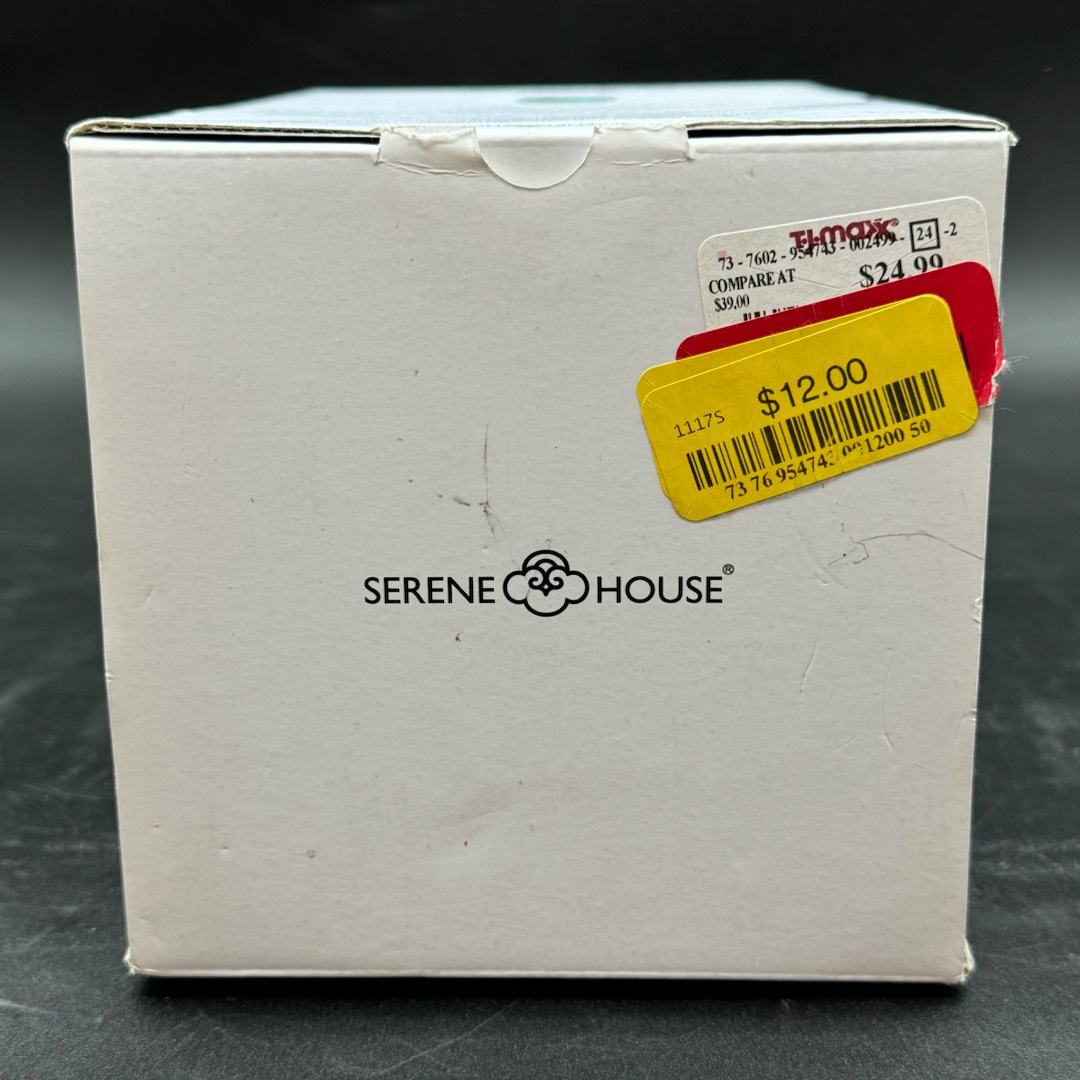 T·J·maxx®
73 - 7602 - 954743 - 002499 - 24 -2
COMPARE AT $24.99
$39.00
$12.00
1117S
73 76 954743 001200 50
SERENE HOUSE®